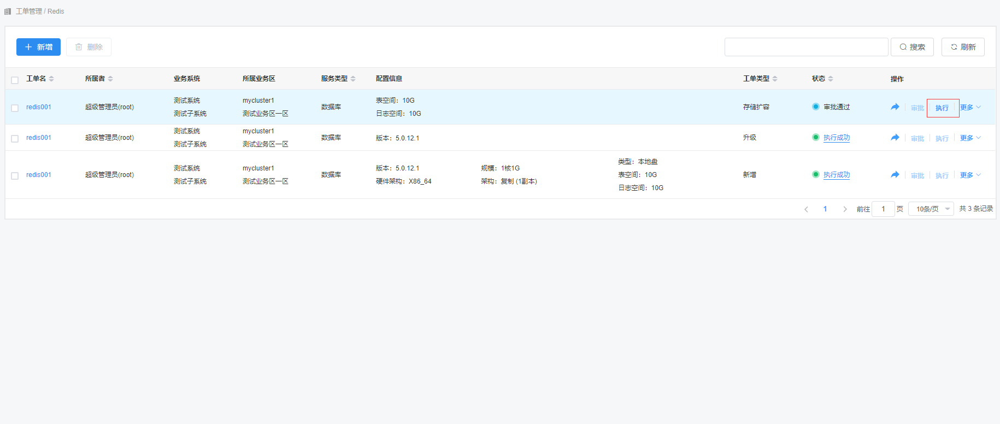 工单管理 / Redis
新增 删除 搜索 刷新
工单名 所属者 业务系统 所属业务区 服务类型 配置信息 工单类型 状态 操作
redis001 超级管理员(root) 测试系统 mycluster1 数据库 表空间：10G 存储扩容 审批通过 审批 执行 更多
测试子系统 测试业务区一区 日志空间：10G
redis001 超级管理员(root) 测试系统 mycluster1 数据库 版本：5.0.12.1 升级 执行成功 审批 执行 更多
测试子系统 测试业务区一区
类型：本地盘
redis001 超级管理员(root) 测试系统 mycluster1 数据库 版本：5.0.12.1 规模：1核1G 表空间：10G 新增 执行成功 审批 执行 更多
测试子系统 测试业务区一区 硬件架构：X86_64 架构：复制 (1副本)
日志空间：10G
1 前往 1 页 10条/页 共 3 条记录